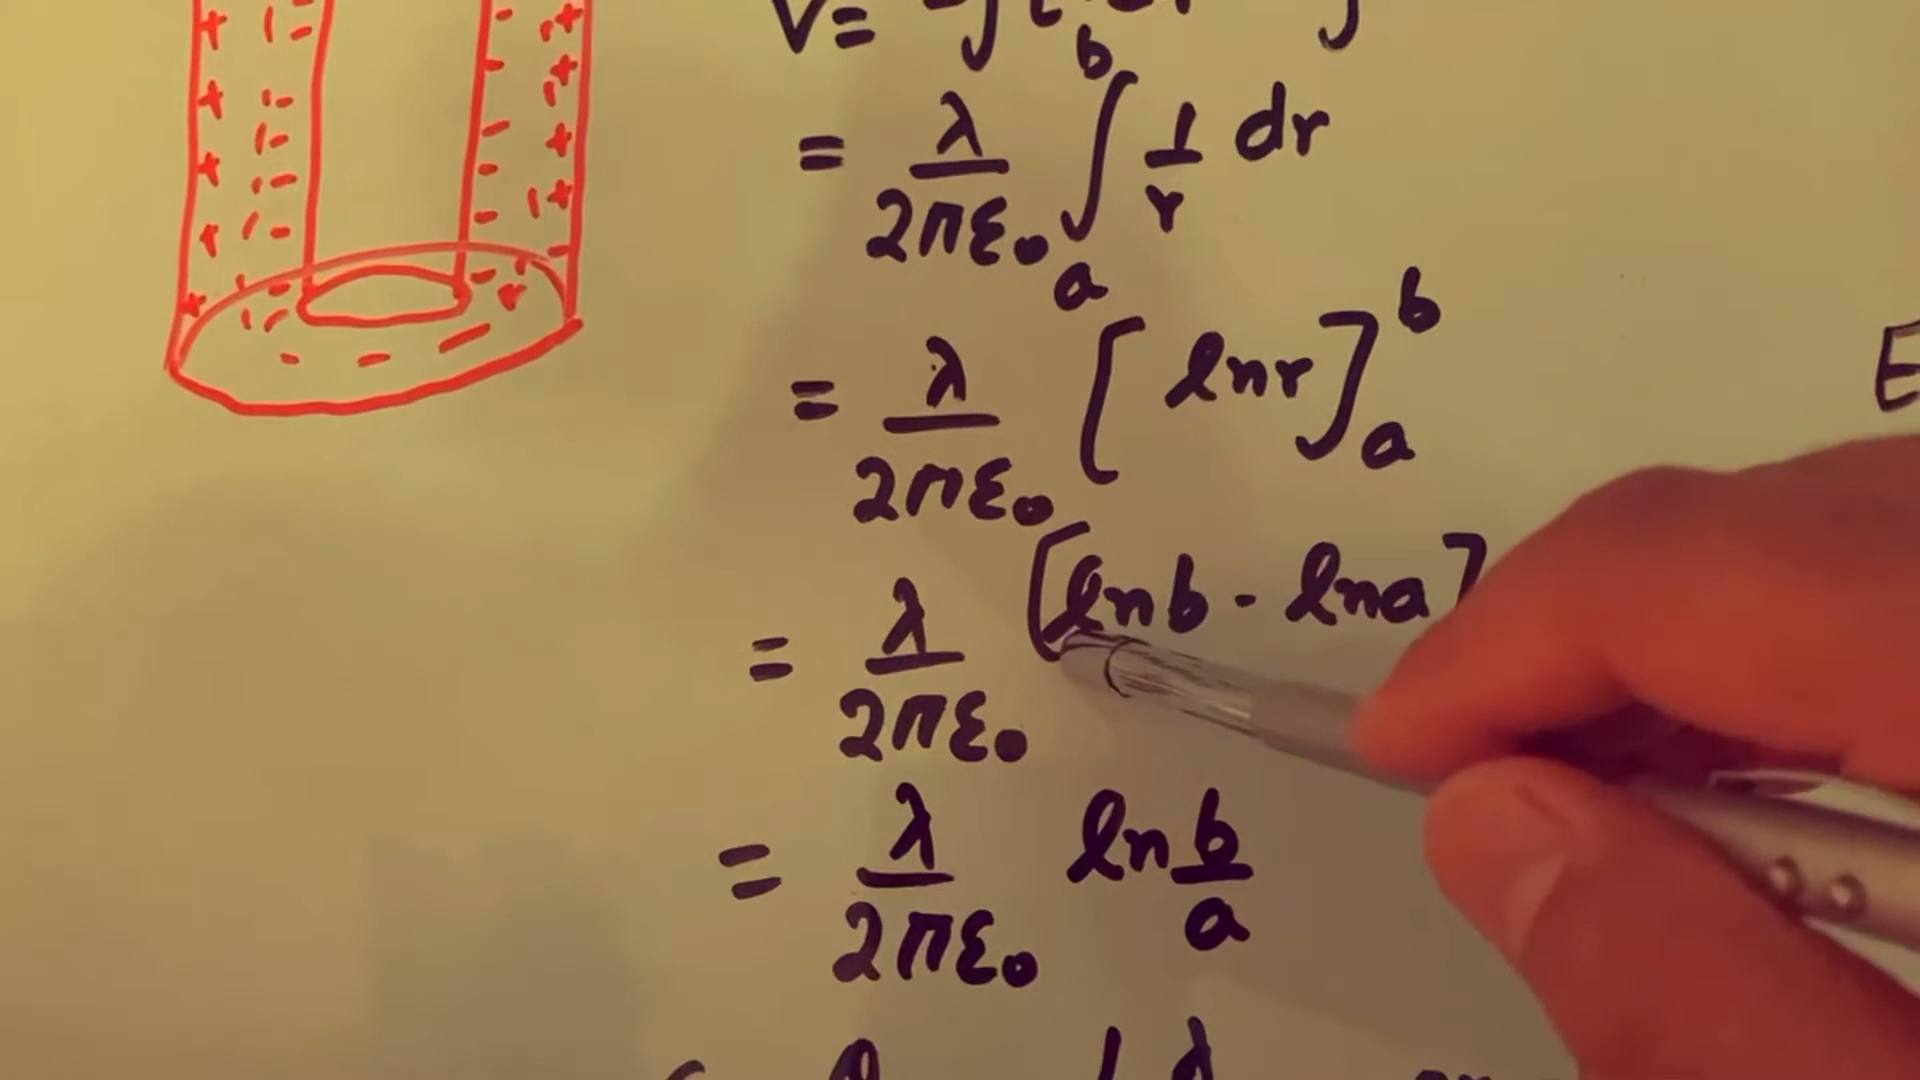 V=
= λ/2πε₀ ∫ₐᵇ 1/r dr
= λ/2πε₀ [ln r]ₐᵇ
E
= λ/2πε₀ [ln b - ln a]
= λ/2πε₀ ln b/a